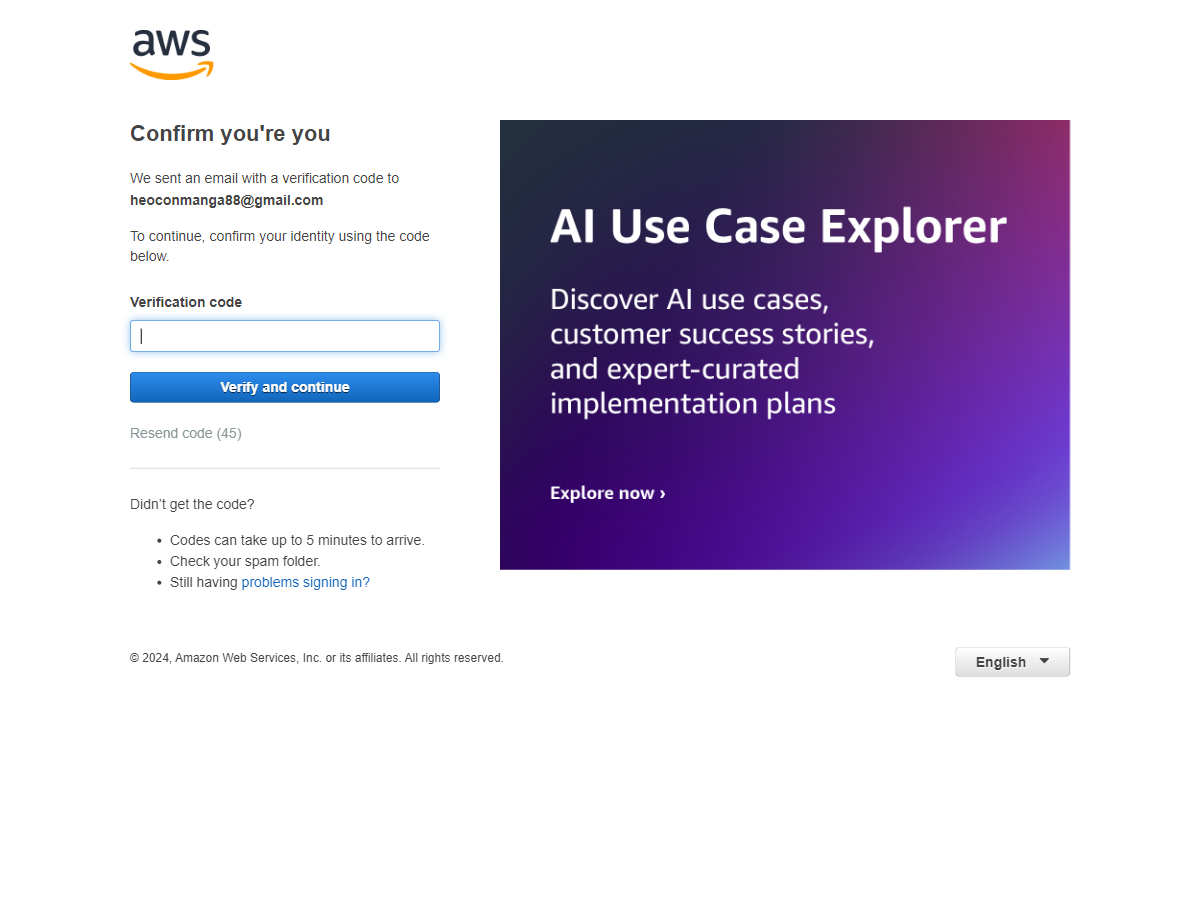 aws
Confirm you're you
We sent an email with a verification code to
heoconmanga88@gmail.com
To continue, confirm your identity using the code
below.
Verification code
Verify and continue
Resend code (45)
Didn’t get the code?
• Codes can take up to 5 minutes to arrive.
• Check your spam folder.
• Still having problems signing in?
AI Use Case Explorer
Discover AI use cases,
customer success stories,
and expert-curated
implementation plans
Explore now ›
© 2024, Amazon Web Services, Inc. or its affiliates. All rights reserved.
English